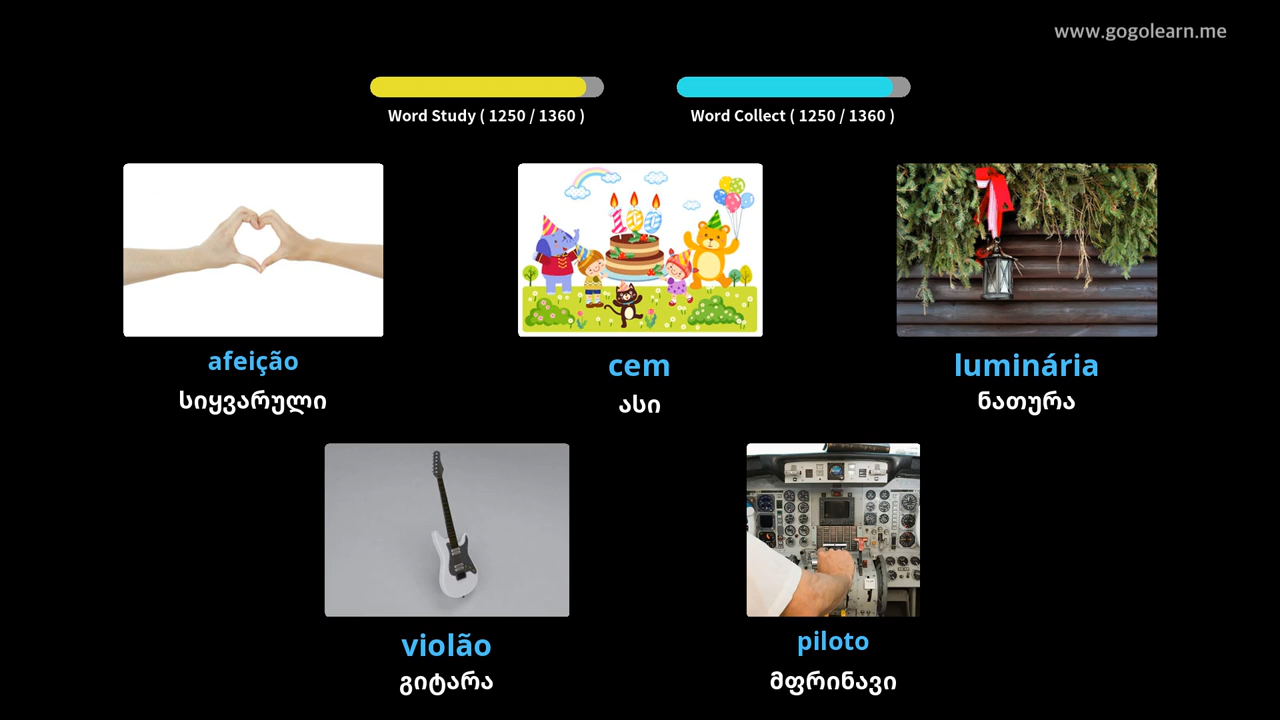 www.gogolearn.me
Word Study ( 1250 / 1360 )
Word Collect ( 1250 / 1360 )
afeição
სიყვარული
cem
ასი
luminária
ნათურა
violão
გიტარა
piloto
მფრინავი